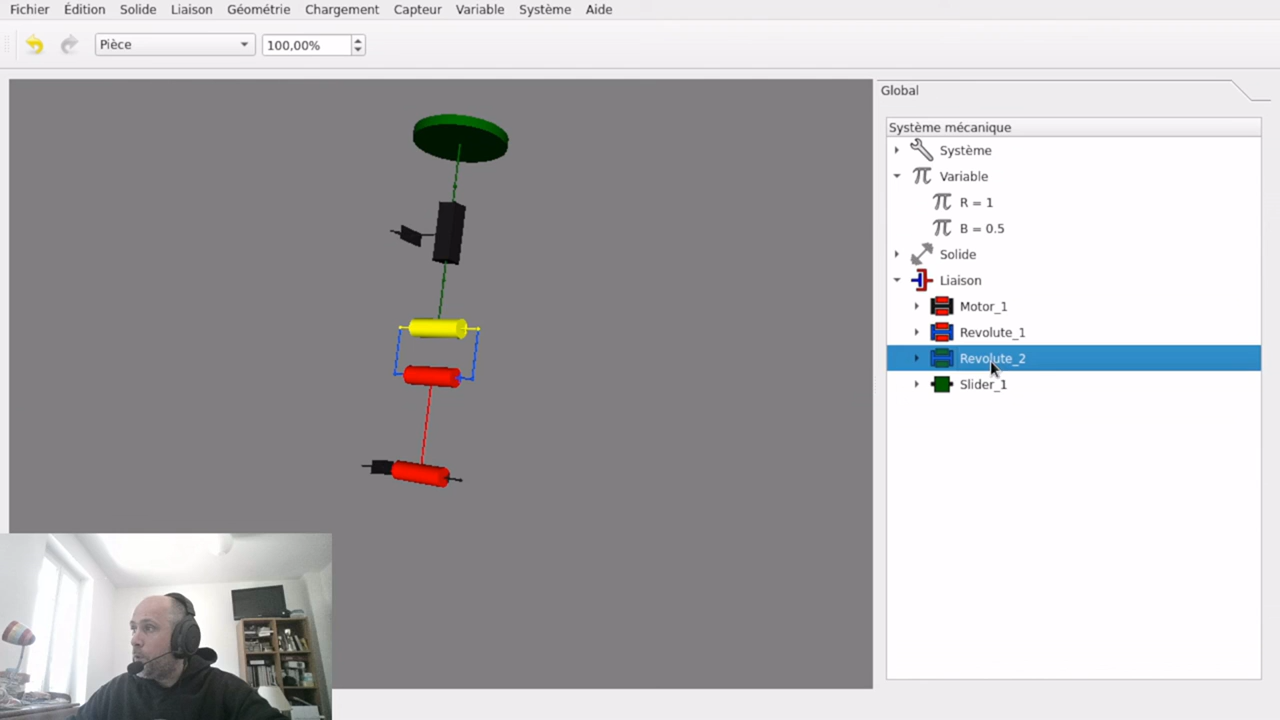 Fichier Édition Solide Liaison Géométrie Chargement Capteur Variable Système Aide
Pièce 100,00%
Global
Système mécanique
Système
Variable
R = 1
B = 0.5
Solide
Liaison
Motor_1
Revolute_1
Revolute_2
Slider_1